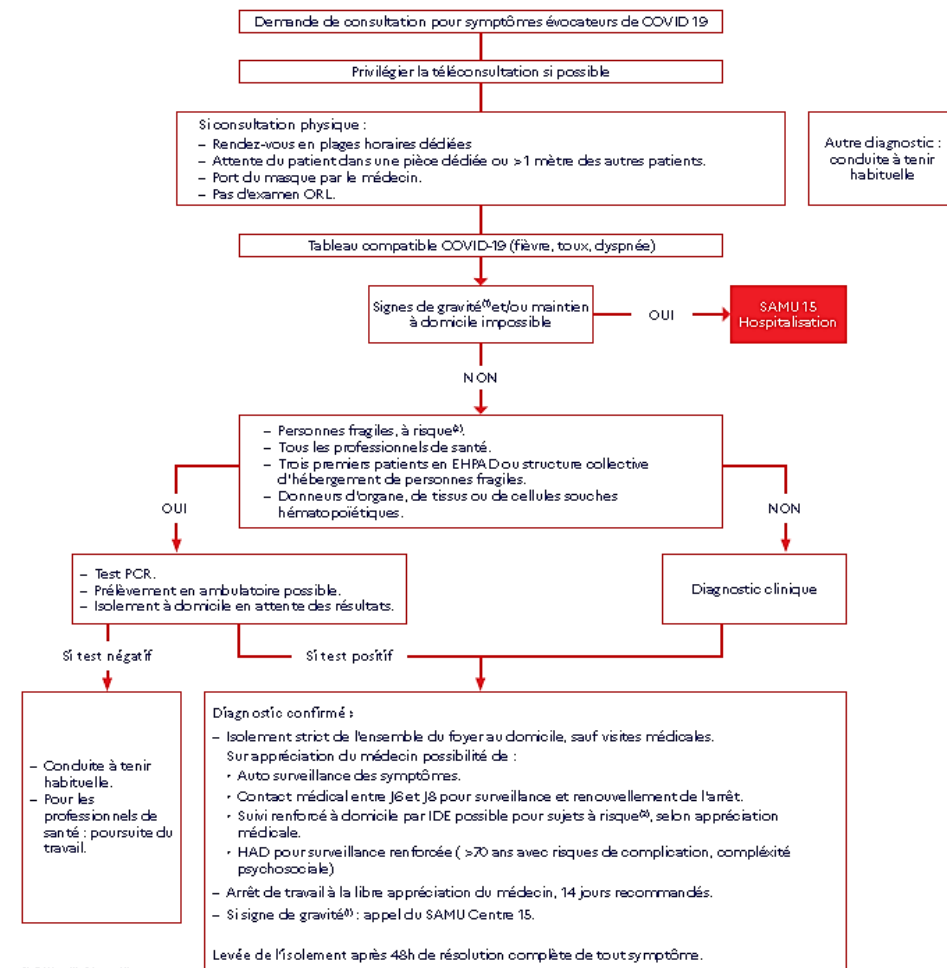 Demande de consultation pour symptômes évocateurs de COVID 19
Privilégier la téléconsultation si possible
Si consultation physique :
– Rendez-vous en plages horaires dédiées
– Attente du patient dans une pièce dédiée ou >1 mètre des autres patients.
– Port du masque par le médecin.
– Pas d'examen ORL.
Autre diagnostic :
conduite à tenir
habituelle
Tableau compatible COVID-19 (fièvre, toux, dyspnée)
Signes de gravité⁽¹⁾ et/ou maintien
à domicile impossible
OUI
SAMU 15
Hospitalisation
NON
– Personnes fragiles, à risque⁽²⁾.
– Tous les professionnels de santé.
– Trois premiers patients en EHPAD ou structure collective
d'hébergement de personnes fragiles.
– Donneurs d'organe, de tissus ou de cellules souches
hématopoïétiques.
OUI
NON
– Test PCR.
– Prélèvement en ambulatoire possible.
– Isolement à domicile en attente des résultats.
Diagnostic clinique
Si test négatif
Si test positif
– Conduite à tenir
habituelle.
– Pour les
professionnels de
santé : poursuite du
travail.
Diagnostic confirmé :
– Isolement strict de l'ensemble du foyer au domicile, sauf visites médicales.
Sur appréciation du médecin possibilité de :
· Auto surveillance des symptômes.
· Contact médical entre J6 et J8 pour surveillance et renouvellement de l'arrêt.
· Suivi renforcé à domicile par IDE possible pour sujets à risque⁽²⁾, selon appréciation
médicale.
· HAD pour surveillance renforcée ( >70 ans avec risques de complication, compléxité
psychosociale)
– Arrêt de travail à la libre appréciation du médecin, 14 jours recommandés.
– Si signe de gravité⁽¹⁾ : appel du SAMU Centre 15.
Levée de l'isolement après 48h de résolution complète de tout symptôme.